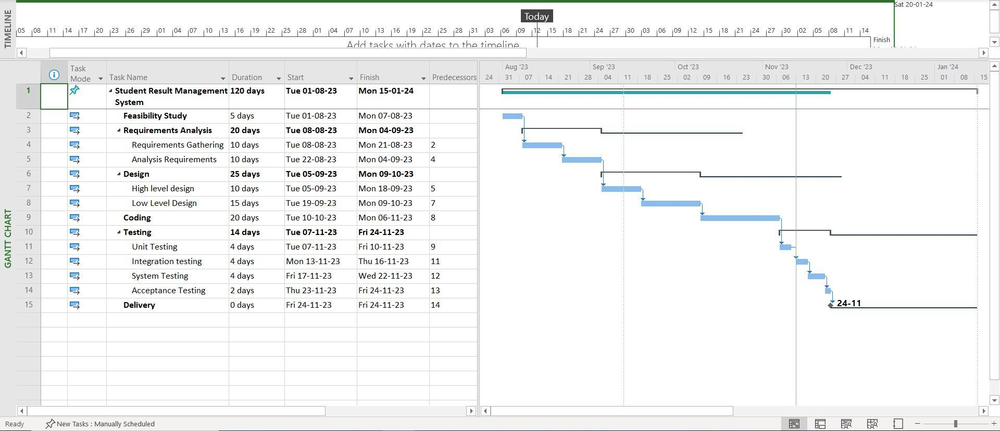 TIMELINE
Sat 20-01-24
Today
05 08 11 14 17 20 23 26 29 01 04 07 10 13 16 19 22 25 28 01 04 07 10 13 16 19 22 25 28 31 03 06 09 12 15 18 21 24 27 30 03 06 09 12 15 18 21 24 27 30 03 06 09 12 15 18 21 24 27 30 02 05 08 11 14
Finish
Add tasks with dates to the timeline
GANTT CHART
Task Mode Task Name Duration Start Finish Predecessors
Aug '23 Sep '23 Oct '23 Nov '23 Dec '23 Jan '24
24 31 07 14 21 28 04 11 18 25 02 09 16 23 30 06 13 20 27 04 11 18 25 01 08 15
1 Student Result Management System 120 days Tue 01-08-23 Mon 15-01-24
2 Feasibility Study 5 days Tue 01-08-23 Mon 07-08-23
3 Requirements Analysis 20 days Tue 08-08-23 Mon 04-09-23
4 Requirements Gathering 10 days Tue 08-08-23 Mon 21-08-23 2
5 Analysis Requirements 10 days Tue 22-08-23 Mon 04-09-23 4
6 Design 25 days Tue 05-09-23 Mon 09-10-23
7 High level design 10 days Tue 05-09-23 Mon 18-09-23 5
8 Low Level Design 15 days Tue 19-09-23 Mon 09-10-23 7
9 Coding 20 days Tue 10-10-23 Mon 06-11-23 8
10 Testing 14 days Tue 07-11-23 Fri 24-11-23
11 Unit Testing 4 days Tue 07-11-23 Fri 10-11-23 9
12 Integration testing 4 days Mon 13-11-23 Thu 16-11-23 11
13 System Testing 4 days Fri 17-11-23 Wed 22-11-23 12
14 Acceptance Testing 2 days Thu 23-11-23 Fri 24-11-23 13
15 Delivery 0 days Fri 24-11-23 Fri 24-11-23 14
24-11
Ready New Tasks : Manually Scheduled